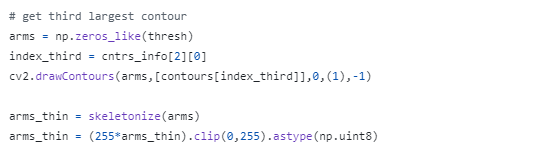 # get third largest contour
arms = np.zeros_like(thresh)
index_third = cntrs_info[2][0]
cv2.drawContours(arms,[contours[index_third]],0,(1),-1)
arms_thin = skeletonize(arms)
arms_thin = (255*arms_thin).clip(0,255).astype(np.uint8)